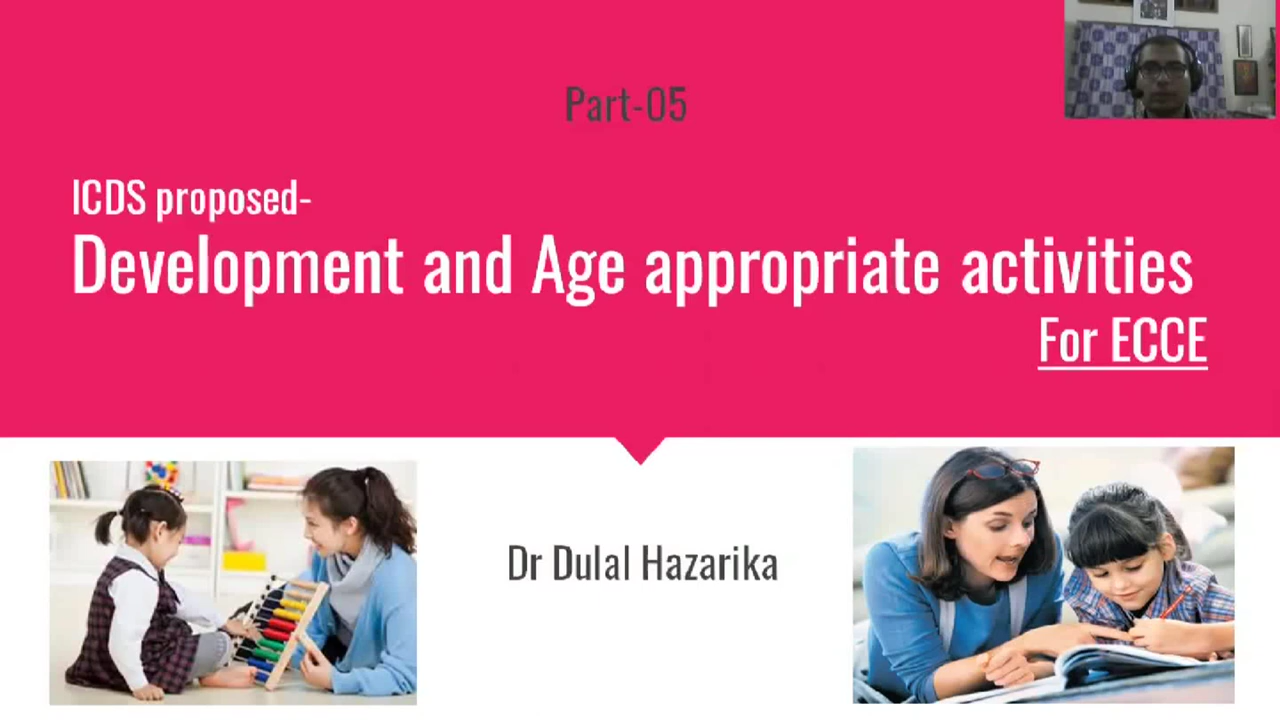 Part-05
ICDS proposed-
Development and Age appropriate activities
For ECCE
Dr Dulal Hazarika